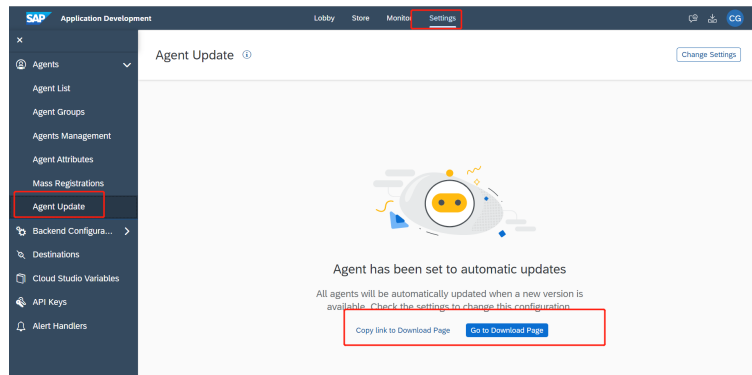 SAP Application Development
Lobby Store Monitor Settings
CG
Agents
Agent List
Agent Groups
Agents Management
Agent Attributes
Mass Registrations
Agent Update
Backend Configura...
Destinations
Cloud Studio Variables
API Keys
Alert Handlers
Agent Update
Change Settings
Agent has been set to automatic updates
All agents will be automatically updated when a new version is
available. Check the settings to change this configuration.
Copy link to Download Page Go to Download Page